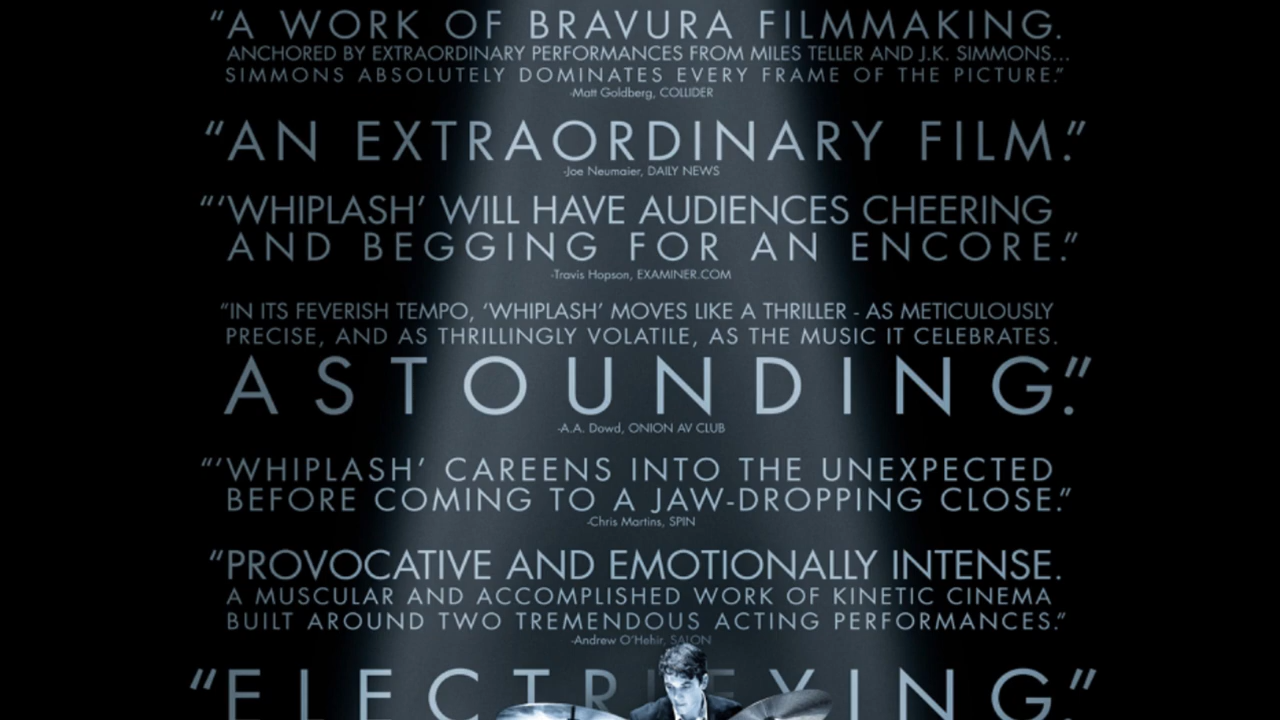 “A WORK OF BRAVURA FILMMAKING.
ANCHORED BY EXTRAORDINARY PERFORMANCES FROM MILES TELLER AND J.K. SIMMONS...
SIMMONS ABSOLUTELY DOMINATES EVERY FRAME OF THE PICTURE.”
-Matt Goldberg, COLLIDER
“AN EXTRAORDINARY FILM.”
-Joe Neumaier, DAILY NEWS
“‘WHIPLASH’ WILL HAVE AUDIENCES CHEERING
AND BEGGING FOR AN ENCORE.”
-Travis Hopson, EXAMINER.COM
“IN ITS FEVERISH TEMPO, ‘WHIPLASH’ MOVES LIKE A THRILLER - AS METICULOUSLY
PRECISE, AND AS THRILLINGLY VOLATILE, AS THE MUSIC IT CELEBRATES.
ASTOUNDING.”
-A.A. Dowd, ONION AV CLUB
“‘WHIPLASH’ CAREENS INTO THE UNEXPECTED
BEFORE COMING TO A JAW-DROPPING CLOSE.”
-Chris Martins, SPIN
“PROVOCATIVE AND EMOTIONALLY INTENSE.
A MUSCULAR AND ACCOMPLISHED WORK OF KINETIC CINEMA
BUILT AROUND TWO TREMENDOUS ACTING PERFORMANCES.”
-Andrew O’Hehir, SALON
“ELECTRIFYING”